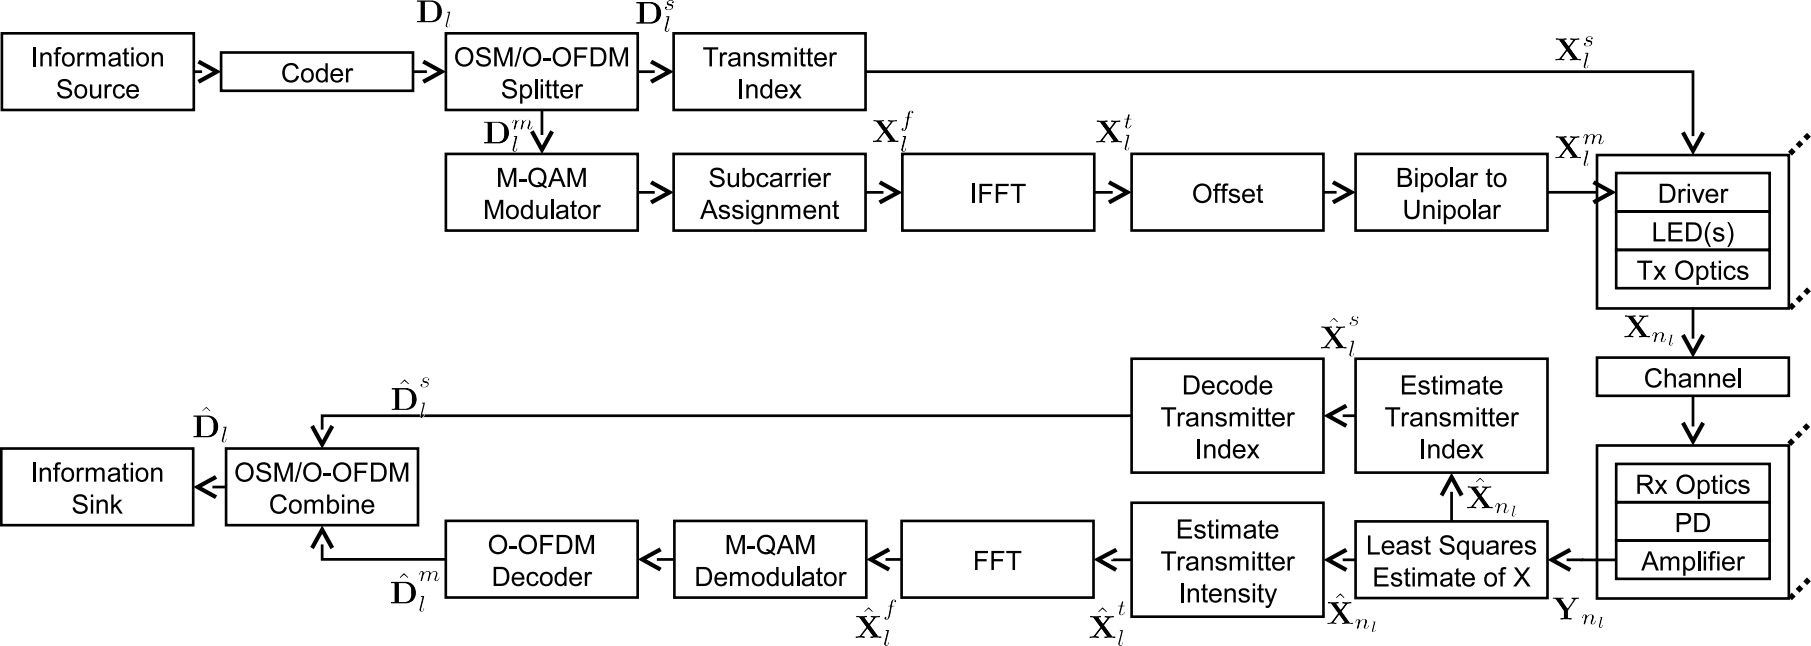 𝐃_l
𝐃_l^s
Information
Source
Coder
OSM/O-OFDM
Splitter
Transmitter
Index
𝐗_l^s
𝐃_l^m
𝐗_l^f
𝐗_l^t
𝐗_l^m
M-QAM
Modulator
Subcarrier
Assignment
IFFT
Offset
Bipolar to
Unipolar
Driver
LED(s)
Tx Optics
𝐗_{n_l}
Channel
X̂_l^s
Decode
Transmitter
Index
Estimate
Transmitter
Index
D̂_l^s
D̂_l
Information
Sink
OSM/O-OFDM
Combine
X̂_{n_l}
Rx Optics
PD
Amplifier
O-OFDM
Decoder
M-QAM
Demodulator
FFT
Estimate
Transmitter
Intensity
Least Squares
Estimate of X
D̂_l^m
X̂_l^f
X̂_l^t
X̂_{n_l}
𝐘_{n_l}